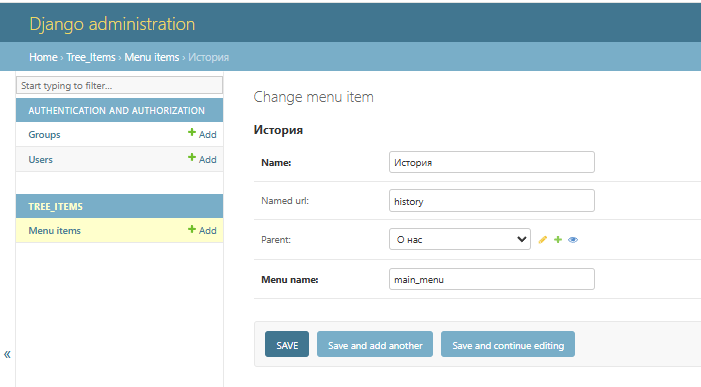 Django administration
Home › Tree_Items › Menu items › История
Start typing to filter...
AUTHENTICATION AND AUTHORIZATION
Groups + Add
Users + Add
TREE_ITEMS
Menu items + Add
«
Change menu item
История
Name: История
Named url: history
Parent: О нас
Menu name: main_menu
SAVE Save and add another Save and continue editing